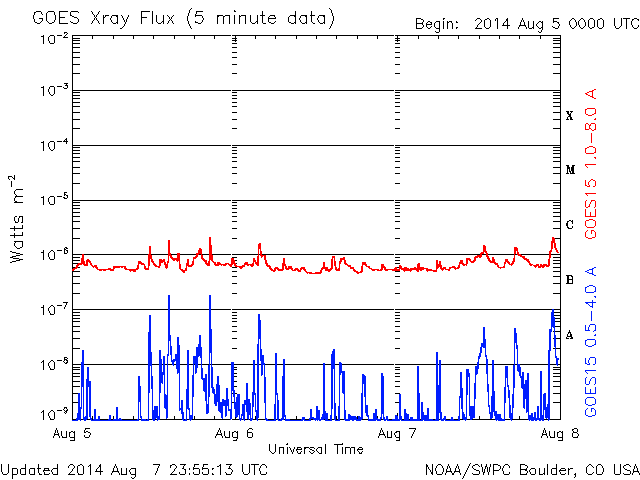 GOES Xray Flux (5 minute data)
Begin: 2014 Aug 5 0000 UTC
Watts m⁻²
10⁻²
10⁻³
10⁻⁴
10⁻⁵
10⁻⁶
10⁻⁷
10⁻⁸
10⁻⁹
X
M
C
B
A
GOES15 1.0-8.0 A
GOES15 0.5-4.0 A
Aug 5
Aug 6
Aug 7
Aug 8
Universal Time
Updated 2014 Aug 7 23:55:13 UTC
NOAA/SWPC Boulder, CO USA